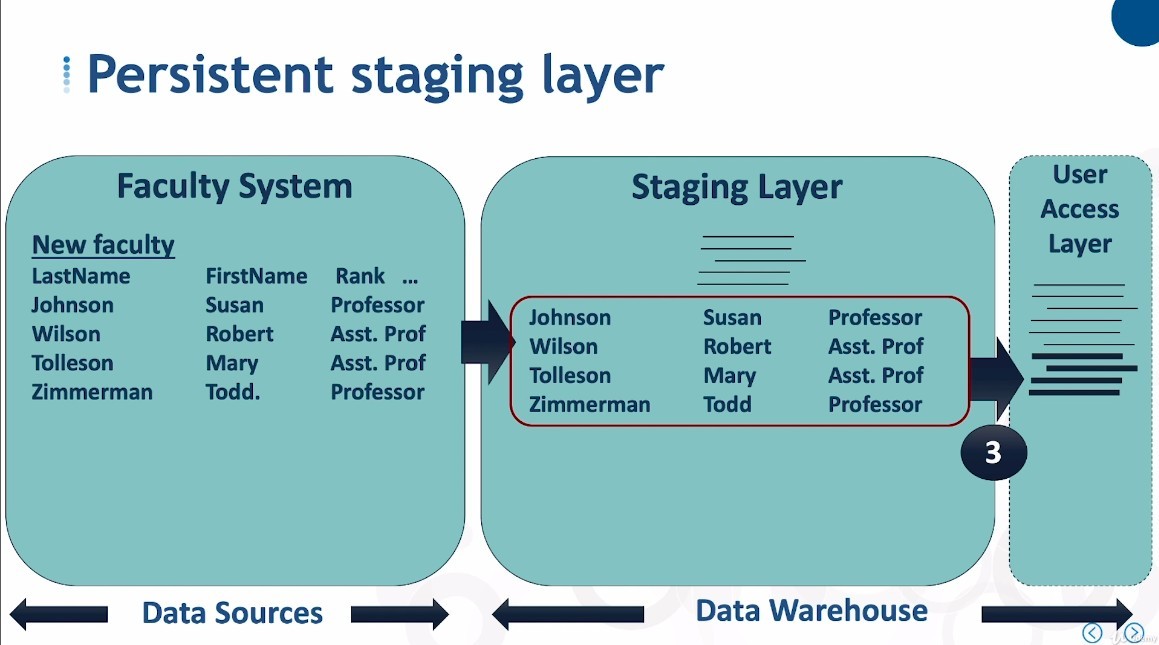 Persistent staging layer
Faculty System
New faculty
LastName FirstName Rank ...
Johnson Susan Professor
Wilson Robert Asst. Prof
Tolleson Mary Asst. Prof
Zimmerman Todd. Professor
Staging Layer
Johnson Susan Professor
Wilson Robert Asst. Prof
Tolleson Mary Asst. Prof
Zimmerman Todd Professor
3
User
Access
Layer
Data Sources
Data Warehouse